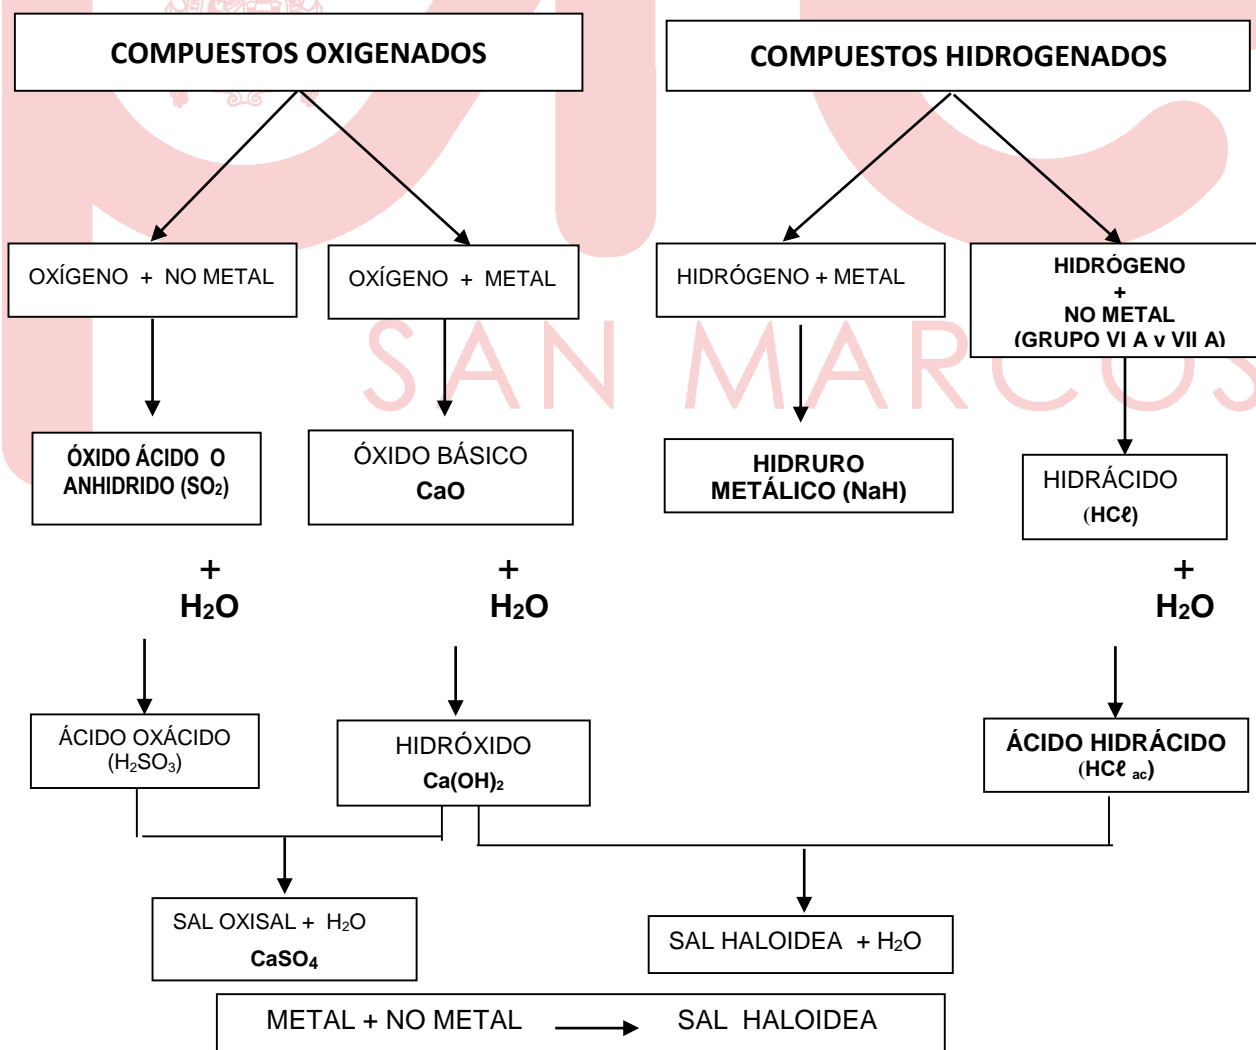 COMPUESTOS OXIGENADOS
COMPUESTOS HIDROGENADOS
OXÍGENO + NO METAL
OXÍGENO + METAL
HIDRÓGENO + METAL
HIDRÓGENO
+
NO METAL
(GRUPO VI A y VII A)
SAN MARCOS
ÓXIDO ÁCIDO O
ANHIDRIDO (SO₂)
ÓXIDO BÁSICO
CaO
HIDRURO
METÁLICO (NaH)
HIDRÁCIDO
(HCℓ)
+
H₂O
+
H₂O
+
H₂O
ÁCIDO OXÁCIDO
(H₂SO₃)
HIDRÓXIDO
Ca(OH)₂
ÁCIDO HIDRÁCIDO
(HCℓ ac)
SAL OXISAL + H₂O
CaSO₄
SAL HALOIDEA + H₂O
METAL + NO METAL ⟶ SAL HALOIDEA